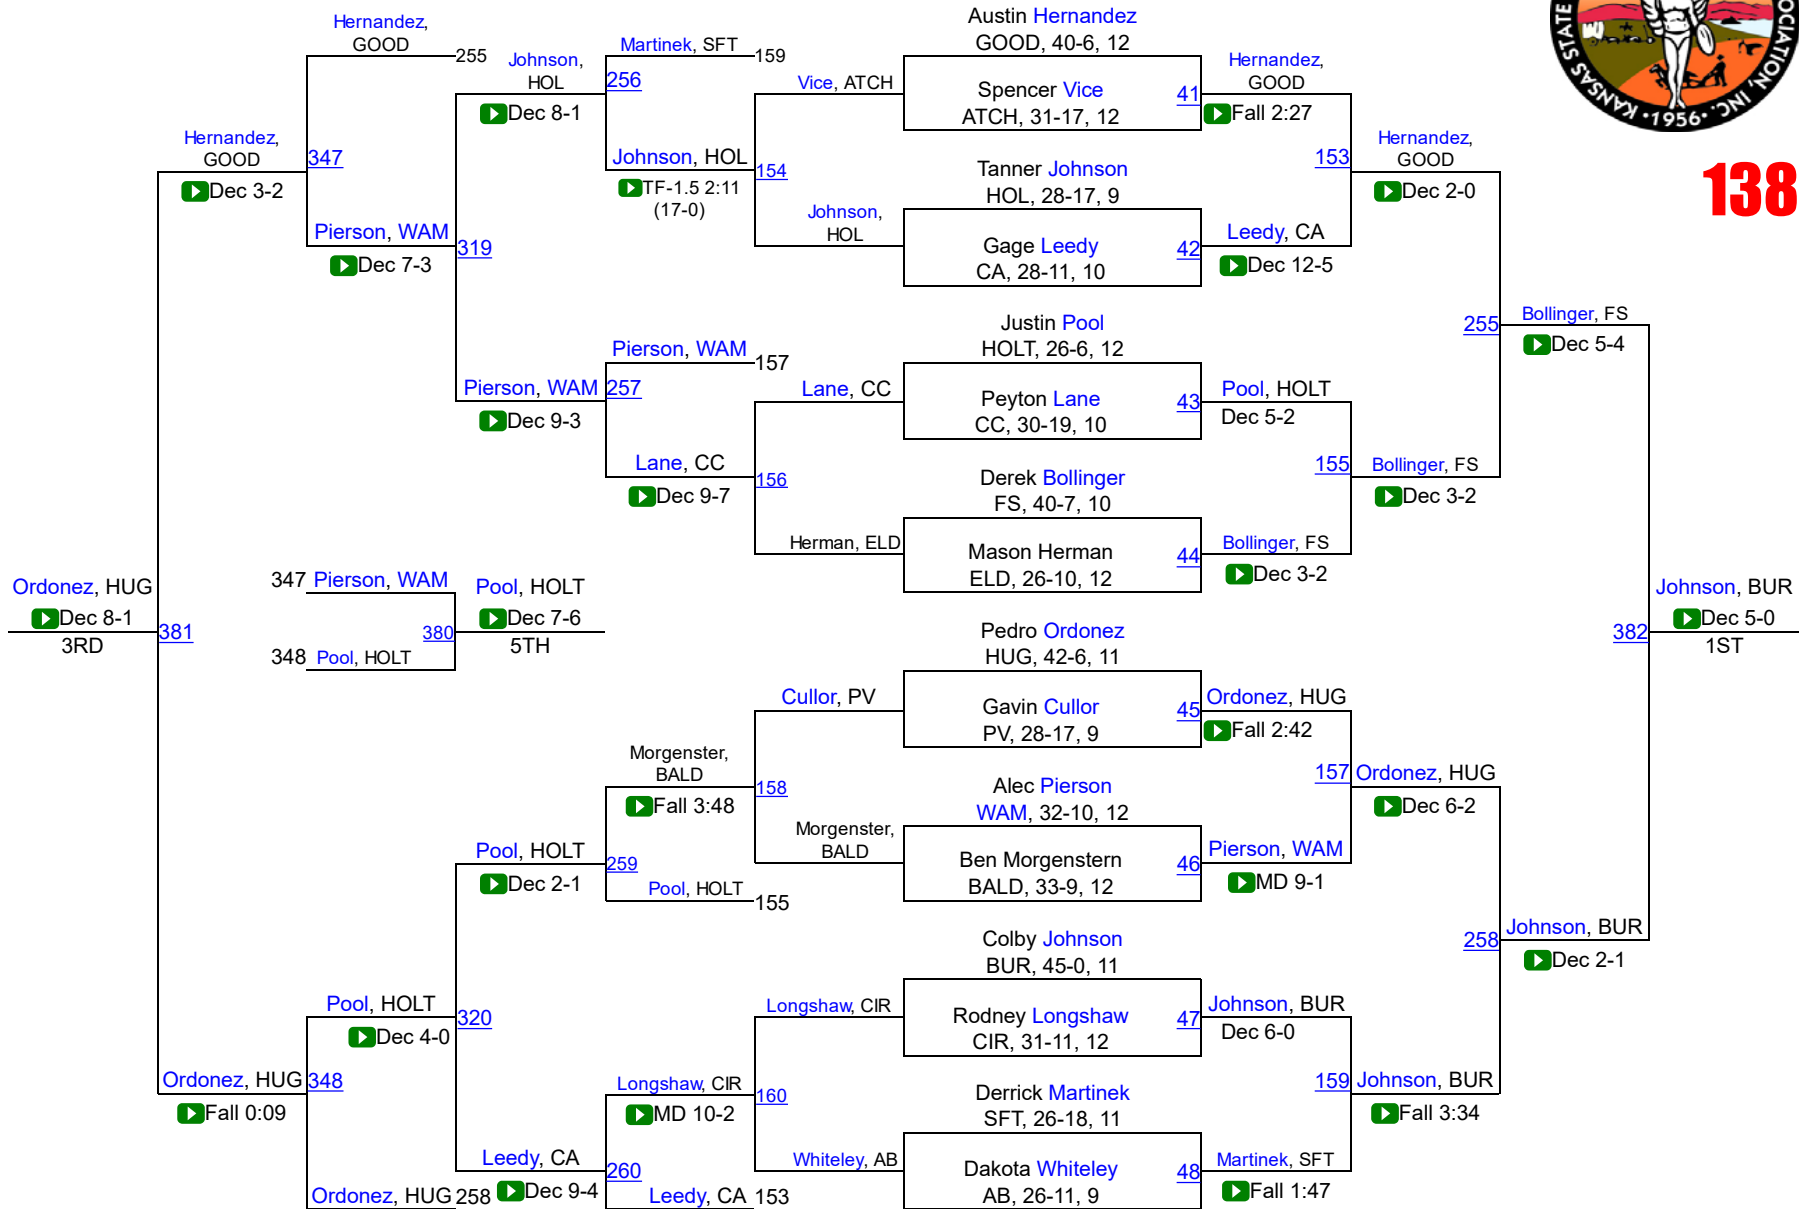 Hernandez,
GOOD
255
Johnson,
HOL
Dec 8-1
Martinek, SFT
159
256
Vice, ATCH
Austin Hernandez
GOOD, 40-6, 12
Spencer Vice
ATCH, 31-17, 12
41
Hernandez,
GOOD
Fall 2:27
KANSAS STATE
OCIATION, INC.
•1956•
138
Hernandez,
GOOD
Dec 3-2
347
Johnson, HOL
TF-1.5 2:11
(17-0)
154
Tanner Johnson
HOL, 28-17, 9
153
Hernandez,
GOOD
Dec 2-0
Pierson, WAM
Dec 7-3
319
Johnson,
HOL
Gage Leedy
CA, 28-11, 10
42
Leedy, CA
Dec 12-5
Justin Pool
HOLT, 26-6, 12
255
Bollinger, FS
Dec 5-4
Pierson, WAM
157
Pierson, WAM
Dec 9-3
257
Lane, CC
Peyton Lane
CC, 30-19, 10
43
Pool, HOLT
Dec 5-2
Lane, CC
Dec 9-7
156
Derek Bollinger
FS, 40-7, 10
155
Bollinger, FS
Dec 3-2
Herman, ELD
Mason Herman
ELD, 26-10, 12
44
Bollinger, FS
Dec 3-2
Ordonez, HUG
Dec 8-1
3RD
381
347 Pierson, WAM
348 Pool, HOLT
380
Pool, HOLT
Dec 7-6
5TH
Pedro Ordonez
HUG, 42-6, 11
382
Johnson, BUR
Dec 5-0
1ST
Cullor, PV
Gavin Cullor
PV, 28-17, 9
45
Ordonez, HUG
Fall 2:42
Morgenster,
BALD
Fall 3:48
158
Alec Pierson
WAM, 32-10, 12
157
Ordonez, HUG
Dec 6-2
Pool, HOLT
Dec 2-1
259
Morgenster,
BALD
Ben Morgenstern
BALD, 33-9, 12
46
Pierson, WAM
MD 9-1
Pool, HOLT
155
Colby Johnson
BUR, 45-0, 11
258
Johnson, BUR
Dec 2-1
Pool, HOLT
Dec 4-0
320
Longshaw, CIR
Rodney Longshaw
CIR, 31-11, 12
47
Johnson, BUR
Dec 6-0
Ordonez, HUG
Fall 0:09
348
Longshaw, CIR
MD 10-2
160
Derrick Martinek
SFT, 26-18, 11
159
Johnson, BUR
Fall 3:34
Leedy, CA
Dec 9-4
260
Whiteley, AB
Dakota Whiteley
AB, 26-11, 9
48
Martinek, SFT
Fall 1:47
Ordonez, HUG
258
Leedy, CA
153